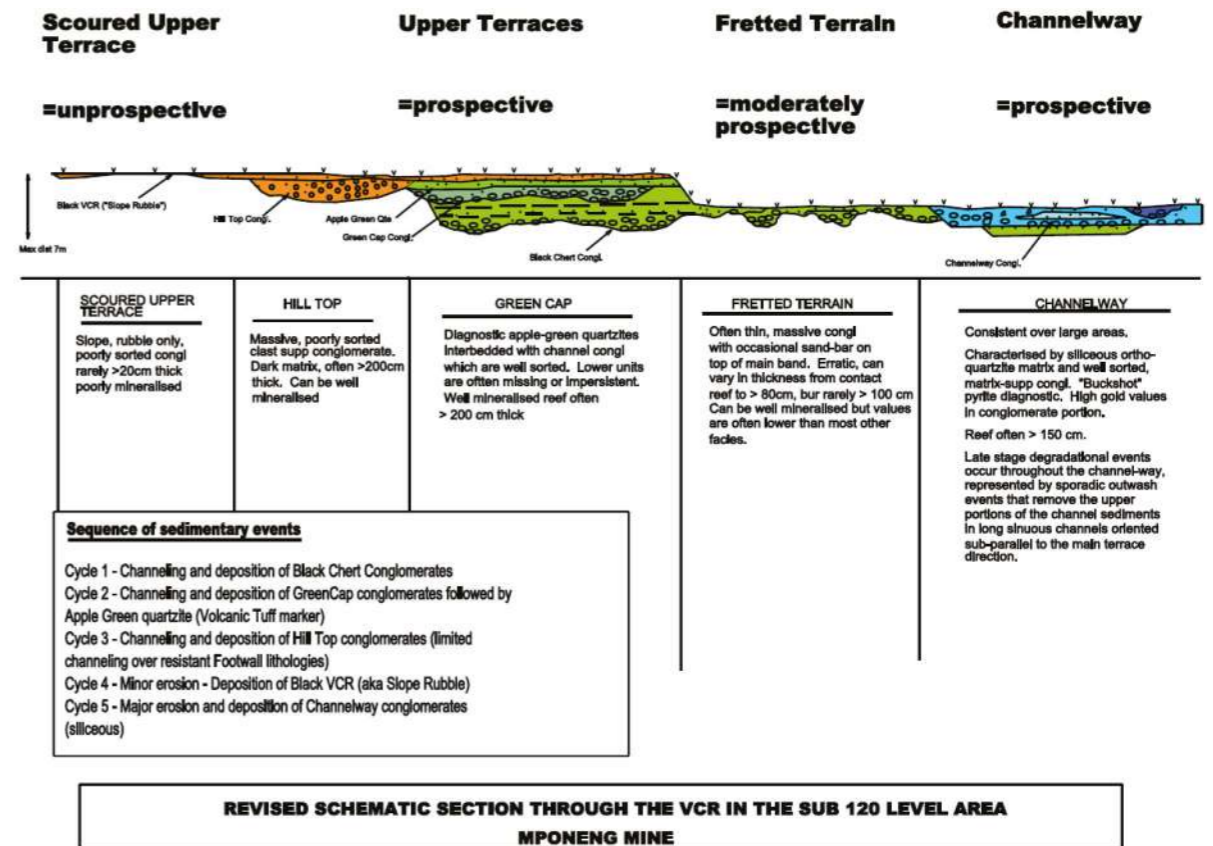 Scoured Upper
Terrace
Upper Terraces
Fretted Terrain
Channelway
=unprospective
=prospective
=moderately
prospective
=prospective
Black VCR ("Slope Rubble")
Hill Top Congl.
Apple Green Qte
Green Cap Congl.
Black Chert Congl.
Channelway Congl.
Max dist 7m
SCOURED UPPER
TERRACE
Slope, rubble only,
poorly sorted congl
rarely >20cm thick
poorly mineralised
HILL TOP
Massive, poorly sorted
clast supp conglomerate.
Dark matrix, often >200cm
thick. Can be well
mineralised
GREEN CAP
Diagnostic apple-green quartzites
interbedded with channel congl
which are well sorted. Lower units
are oftten missing or impersistent.
Well mineralised reef often
> 200 cm thick
FRETTED TERRAIN
Often thin, massive congl
with occasional sand-bar on
top of main band. Erratic, can
vary in thickness from contact
reef to > 80cm, bur rarely > 100 cm
Can be well mineralised but values
are often lower than most other
facies.
CHANNELWAY
Consistent over large areas.
Characterised by siliceous ortho-
quartzite matrix and well sorted,
matrix-supp congl. "Buckshot"
pyrite diagnostic. High gold values
in conglomerate portion.
Reef often > 150 cm.
Late stage degradational events
occur throughout the channel-way,
represented by sporadic outwash
events that remove the upper
portions of the channel sediments
in long sinuous channels oriented
sub-parallel to the main terrace
direction.
Sequence of sedimentary events
Cycle 1 - Channeling and deposition of Black Chert Conglomerates
Cycle 2 - Channeling and deposition of GreenCap conglomerates followed by
Apple Green quartzite (Volcanic Tuff marker)
Cycle 3 - Channeling and deposition of Hill Top conglomerates (limited
channeling over resistant Footwall lithologies)
Cycle 4 - Minor erosion - Deposition of Black VCR (aka Slope Rubble)
Cycle 5 - Major erosion and deposition of Channelway conglomerates
(siliceous)
REVISED SCHEMATIC SECTION THROUGH THE VCR IN THE SUB 120 LEVEL AREA
MPONENG MINE